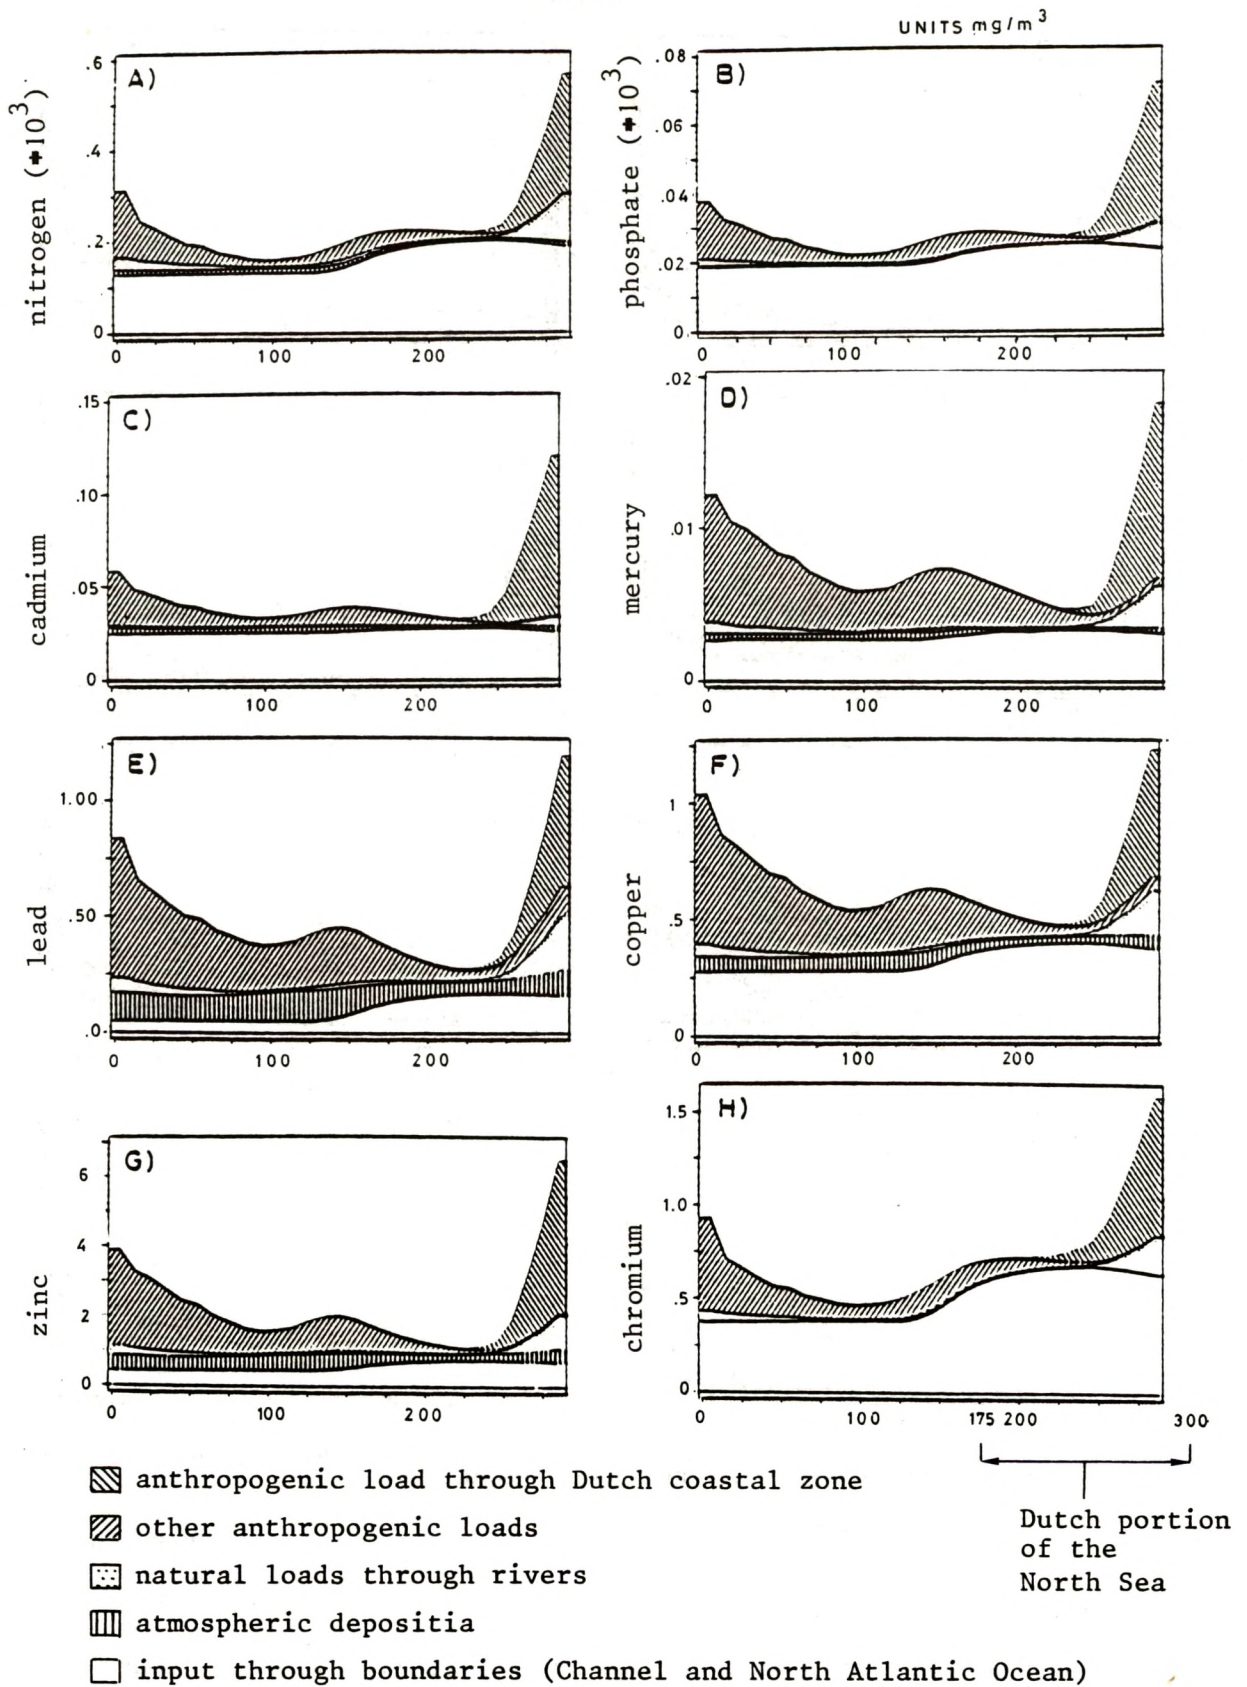 UNITS mg/m3
A)
nitrogen (*10^3)
.6
.4
.2
0
0 100 200
B)
phosphate (*10^3)
.08
.06
.04
.02
0
0 100 200
C)
cadmium
.15
.10
.05
0
0 100 200
D)
mercury
.02
.01
0
0 100 200
E)
lead
1.00
.50
.0
0 100 200
F)
copper
1
.5
0
0 100 200
G)
zinc
6
4
2
0
0 100 200
H)
chromium
1.5
1.0
.5
0
0 100 175 200 300
Dutch portion
of the
North Sea
anthropogenic load through Dutch coastal zone
other anthropogenic loads
natural loads through rivers
atmospheric depositia
input through boundaries (Channel and North Atlantic Ocean)